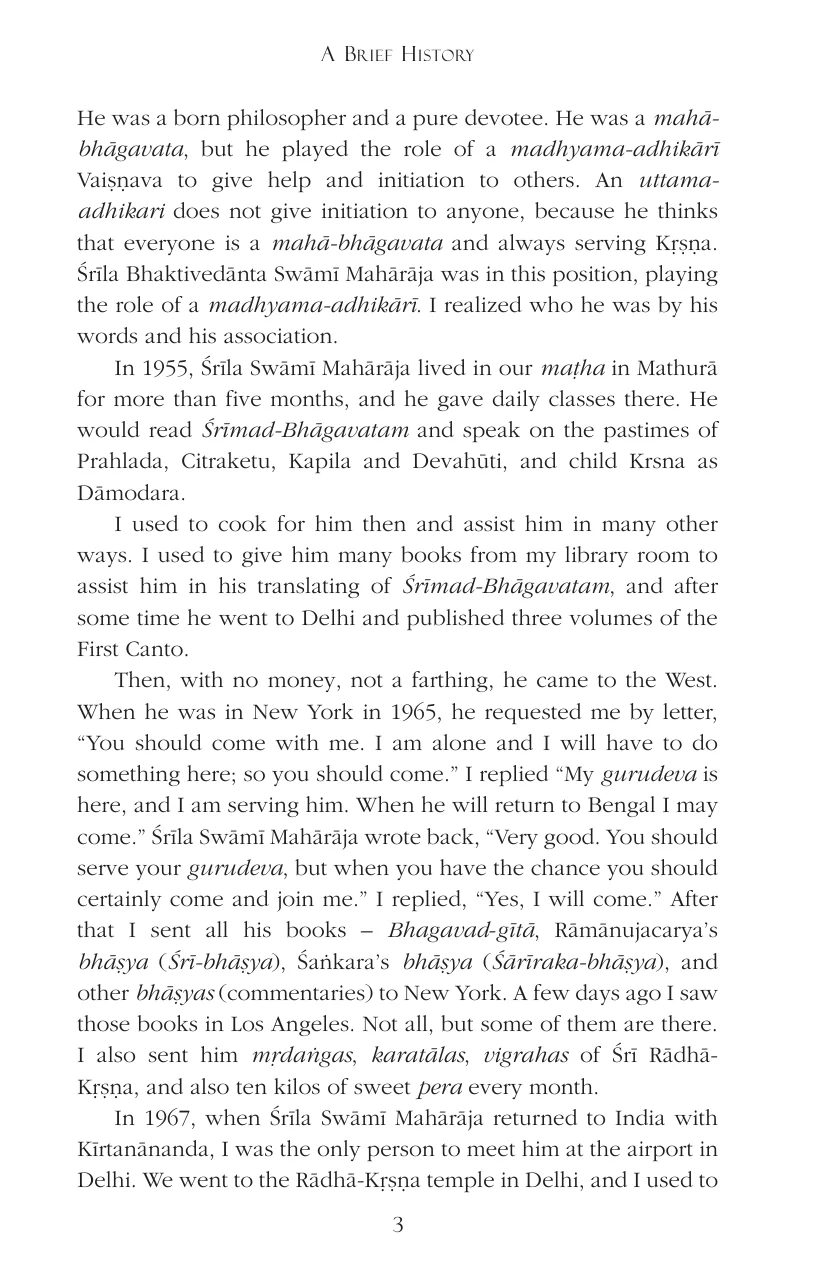 A Brief History
He was a born philosopher and a pure devotee. He was a mahā-
bhāgavata, but he played the role of a madhyama-adhikārī
Vaiṣṇava to give help and initiation to others. An uttama-
adhikari does not give initiation to anyone, because he thinks
that everyone is a mahā-bhāgavata and always serving Kṛṣṇa.
Śrīla Bhaktivedānta Swāmī Mahārāja was in this position, playing
the role of a madhyama-adhikārī. I realized who he was by his
words and his association.
In 1955, Śrīla Swāmī Mahārāja lived in our maṭha in Mathurā
for more than five months, and he gave daily classes there. He
would read Śrīmad-Bhāgavatam and speak on the pastimes of
Prahlada, Citraketu, Kapila and Devahūti, and child Krsna as
Dāmodara.
I used to cook for him then and assist him in many other
ways. I used to give him many books from my library room to
assist him in his translating of Śrīmad-Bhāgavatam, and after
some time he went to Delhi and published three volumes of the
First Canto.
Then, with no money, not a farthing, he came to the West.
When he was in New York in 1965, he requested me by letter,
“You should come with me. I am alone and I will have to do
something here; so you should come.” I replied “My gurudeva is
here, and I am serving him. When he will return to Bengal I may
come.” Śrīla Swāmī Mahārāja wrote back, “Very good. You should
serve your gurudeva, but when you have the chance you should
certainly come and join me.” I replied, “Yes, I will come.” After
that I sent all his books – Bhagavad-gītā, Rāmānujacarya’s
bhāṣya (Śrī-bhāṣya), Śaṅkara’s bhāṣya (Śārīraka-bhāṣya), and
other bhāṣyas (commentaries) to New York. A few days ago I saw
those books in Los Angeles. Not all, but some of them are there.
I also sent him mṛdaṅgas, karatālas, vigrahas of Śrī Rādhā-
Kṛṣṇa, and also ten kilos of sweet pera every month.
In 1967, when Śrīla Swāmī Mahārāja returned to India with
Kīrtanānanda, I was the only person to meet him at the airport in
Delhi. We went to the Rādhā-Kṛṣṇa temple in Delhi, and I used to
3